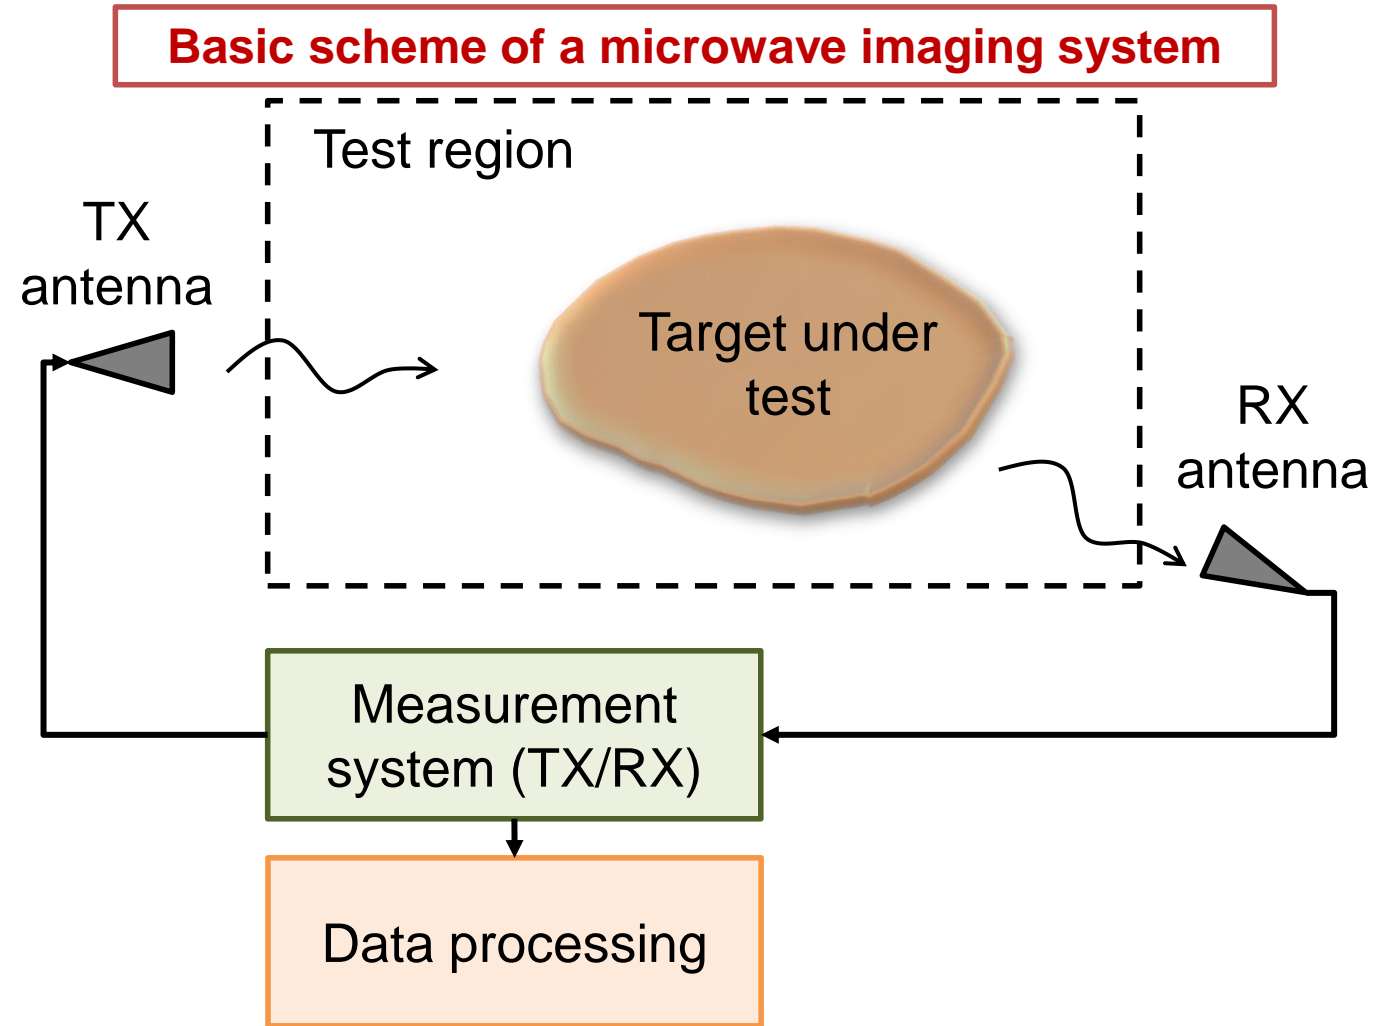 Basic scheme of a microwave imaging system
Test region
TX
antenna
Target under
test
RX
antenna
Measurement
system (TX/RX)
Data processing